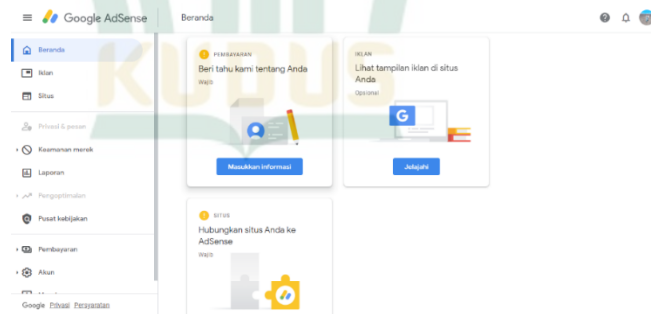 Google AdSense
Beranda
Beranda
Iklan
Situs
Privasi & pesan
Keamanan merek
Laporan
Pengoptimalan
Pusat kebijakan
Pembayaran
Akun
Google Privasi Persyaratan
PEMBAYARAN
Beri tahu kami tentang Anda
Wajib
Masukkan informasi
IKLAN
Lihat tampilan iklan di situs
Anda
Opsional
G
Jelajahi
SITUS
Hubungkan situs Anda ke
AdSense
Wajib
KUDUS